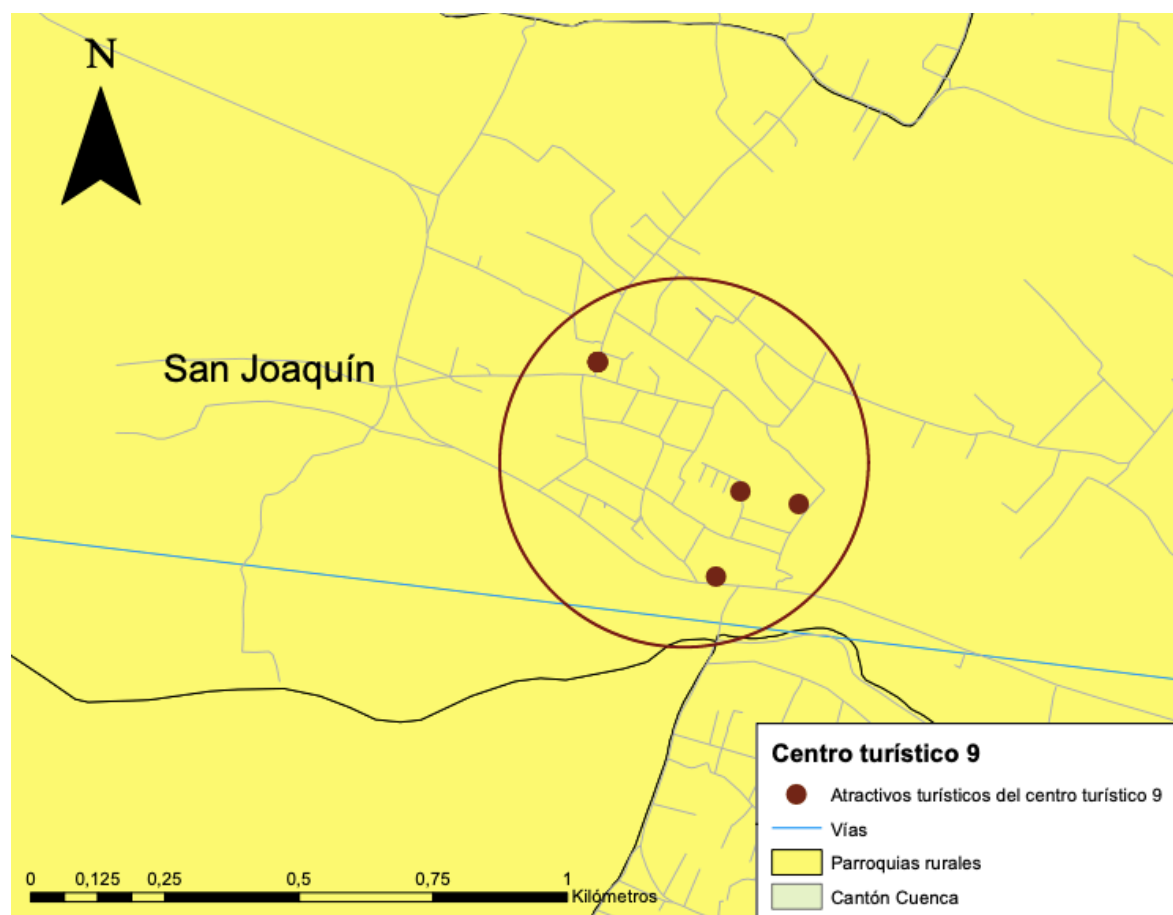 N
San Joaquín
Centro turístico 9
Atractivos turísticos del centro turístico 9
Vías
Parroquias rurales
Cantón Cuenca
0 0,125 0,25 0,5 0,75 1
Kilómetros